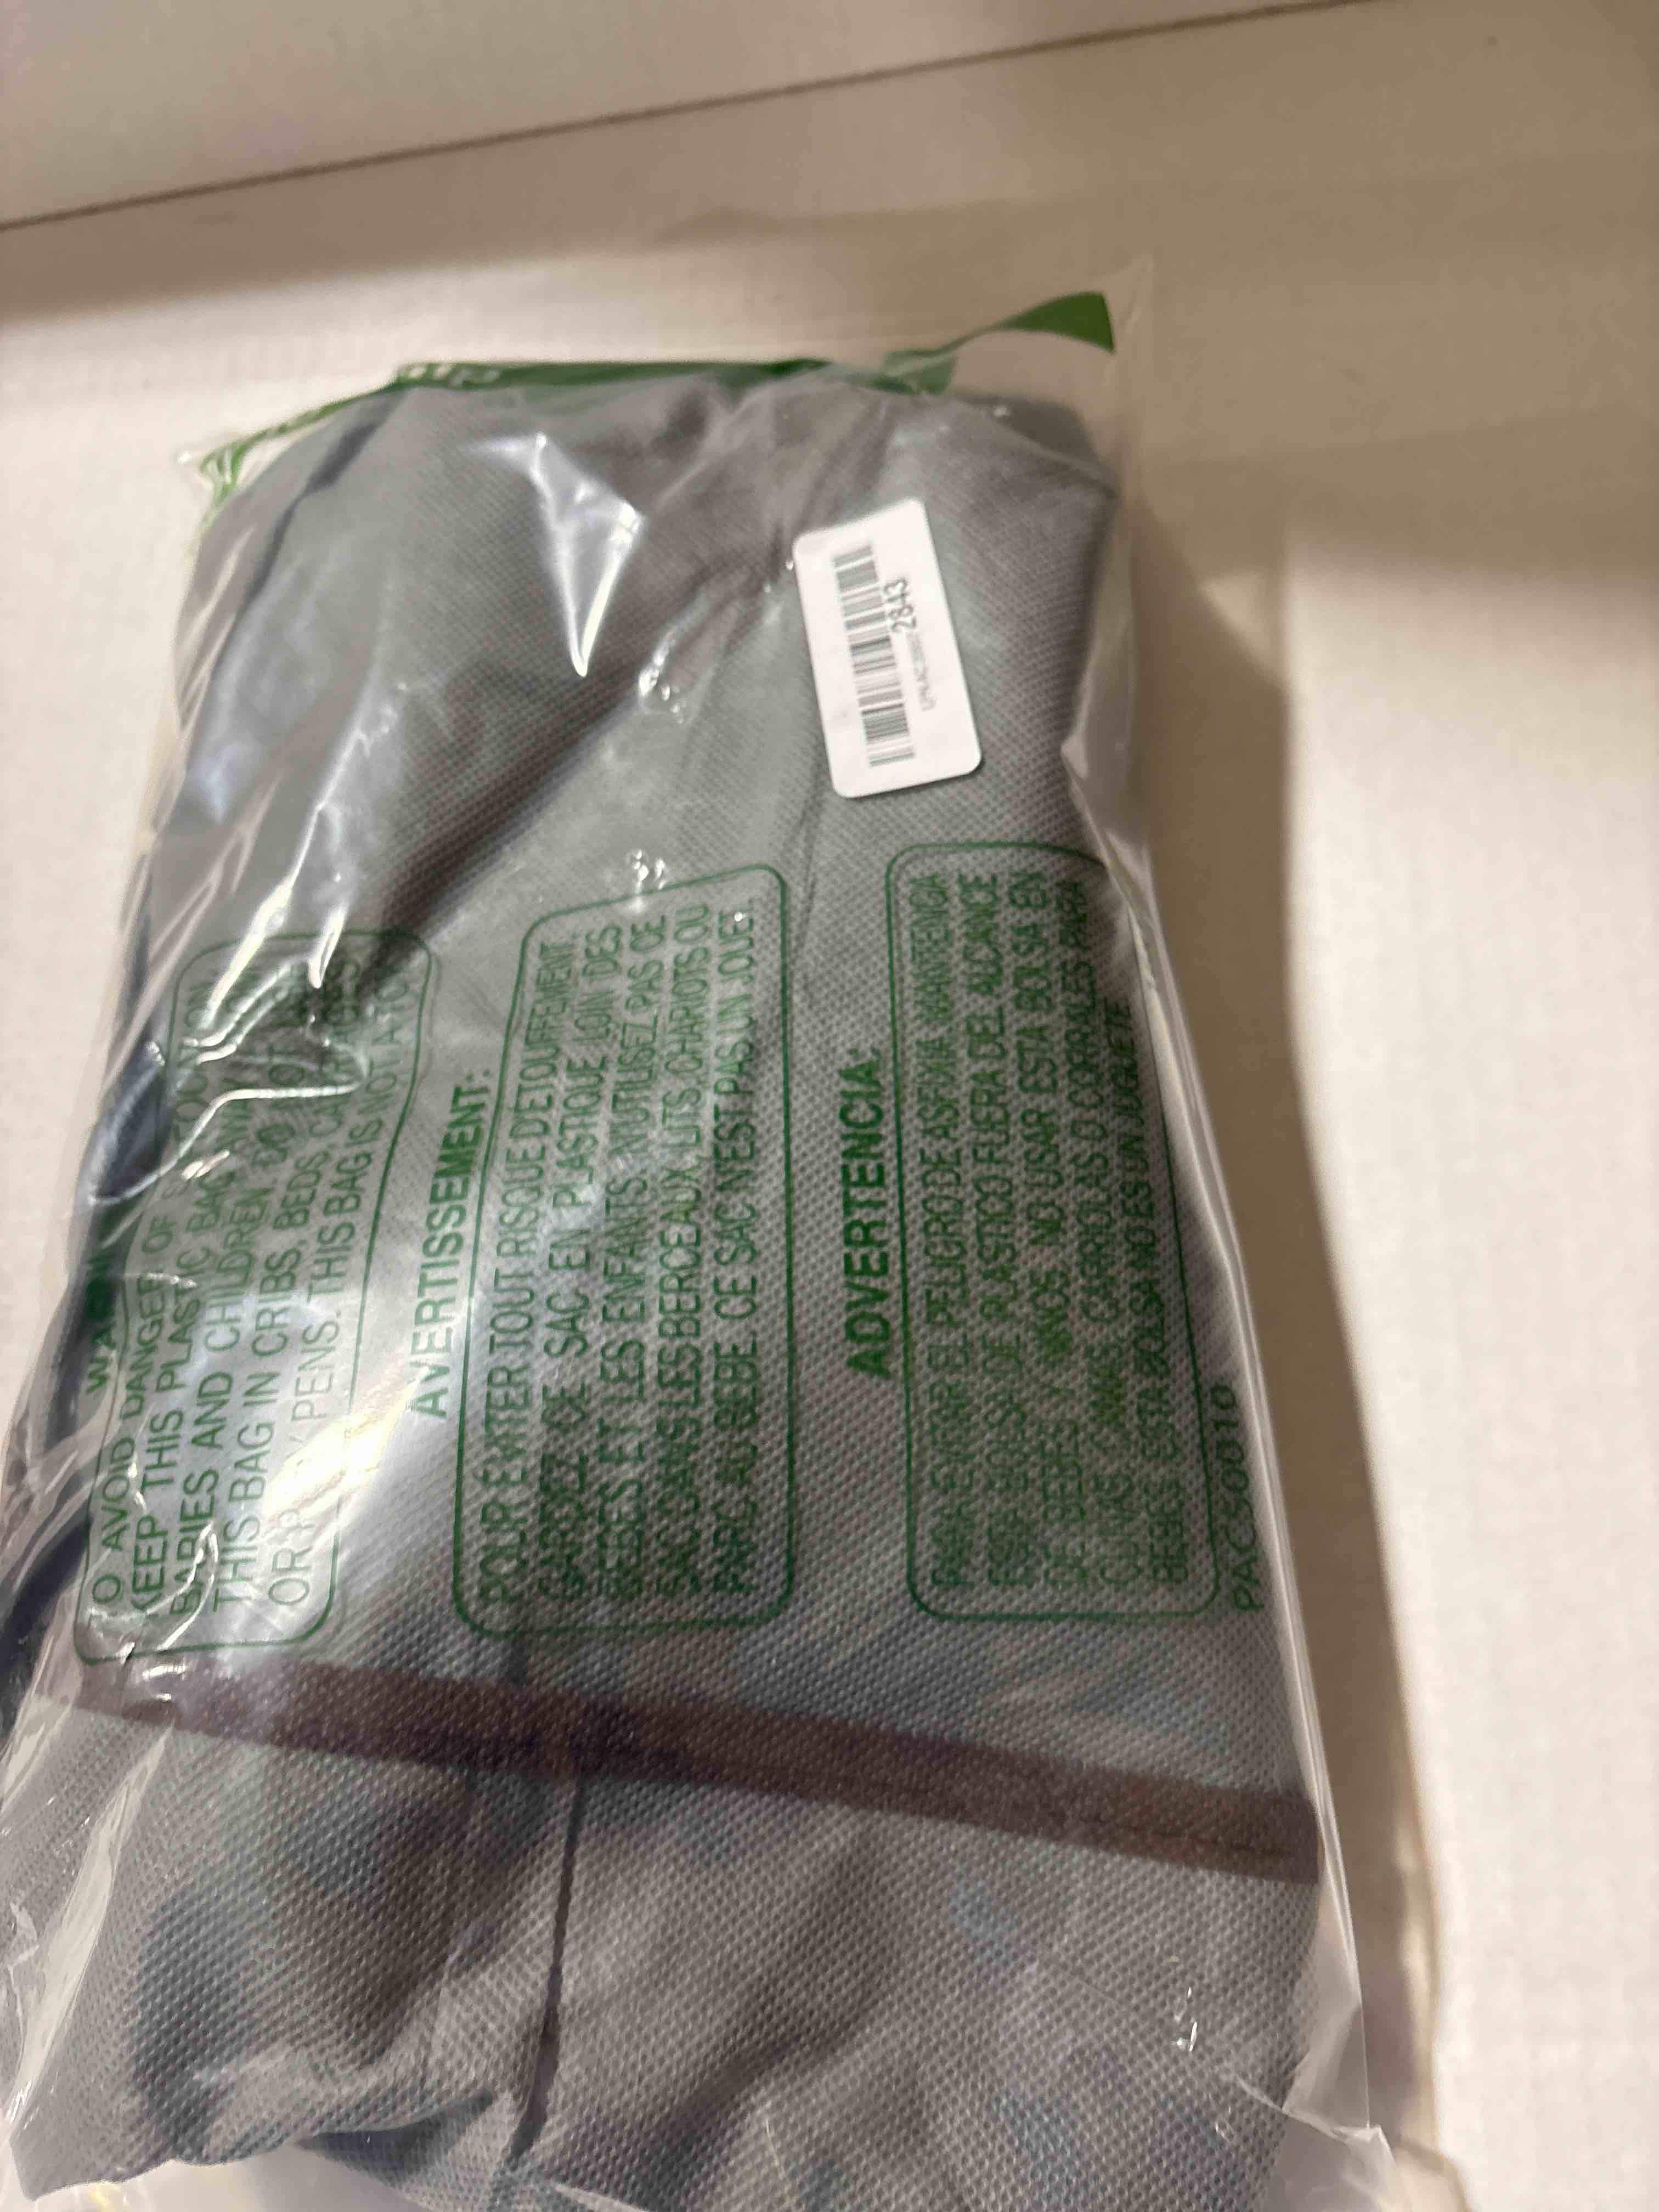 2843
TO AVOID DANGER OF
KEEP THIS PLASTIC BAG
BABIES AND CHILDREN. DO
THIS BAG IN CRIBS, BEDS,
OR PENS. THIS BAG IS NOT A
AVERTISSEMENT:
POUR ÉVITER TOUT RISQUE D'ETOUFFEMENT,
GARDEZ CE SAC EN PLASTIQUE LOIN DES
BEBES ET LES ENFANTS. N'UTILISEZ PAS CE
SAC DANS LES BERCEAUX, LITS, CHARIOTS OU
PARC AU BEBE. CE SAC N'EST PAS UN JOUET.
ADVERTENCIA:
PARA EVITAR EL PELIGRO DE ASFIXIA, MANTENGA
ESTA BOLSA DE PLASTICO FUERA DEL ALCANCE
DE BEBES Y NIÑOS. NO USAR ESTA BOLSA EN
CUNAS, CAMAS, CARRIOLAS O CORRALES PARA
BEBES. ESTA BOLSA NO ES UN JUGUETE
PACS0010